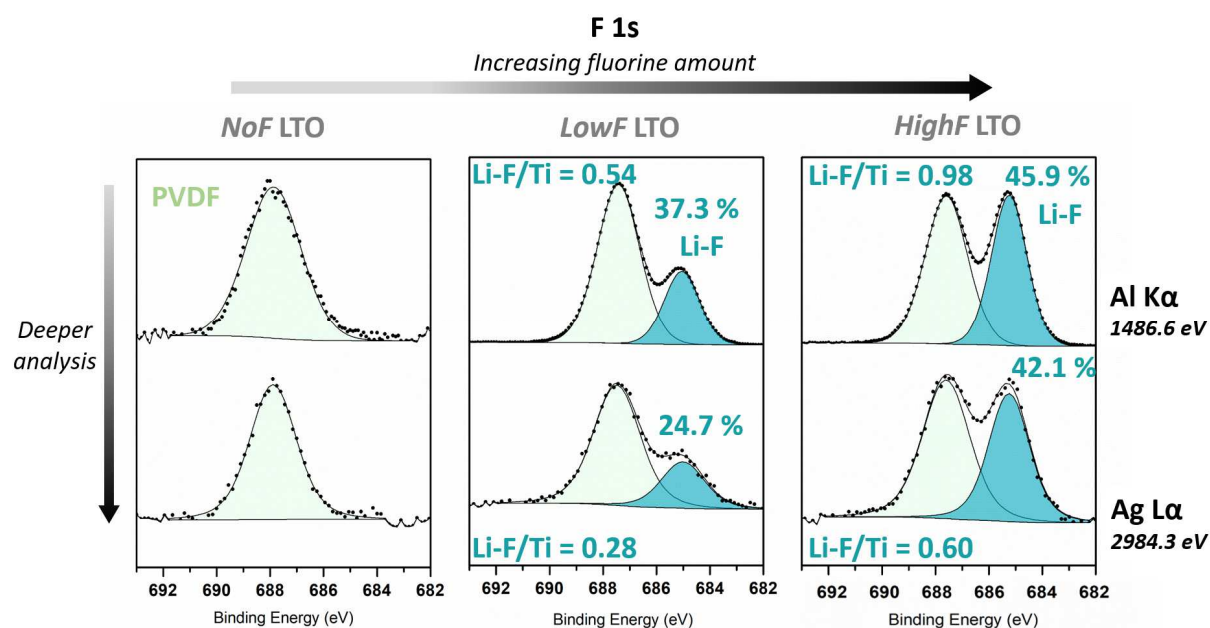 F 1s
Increasing fluorine amount
NoF LTO
LowF LTO
HighF LTO
Deeper
analysis
PVDF
Li-F/Ti = 0.54
37.3 %
Li-F
Li-F/Ti = 0.98
45.9 %
Li-F
Al Kα
1486.6 eV
24.7 %
Li-F/Ti = 0.28
42.1 %
Li-F/Ti = 0.60
Ag Lα
2984.3 eV
692 690 688 686 684 682
Binding Energy (eV)
692 690 688 686 684 682
Binding Energy (eV)
692 690 688 686 684 682
Binding Energy (eV)